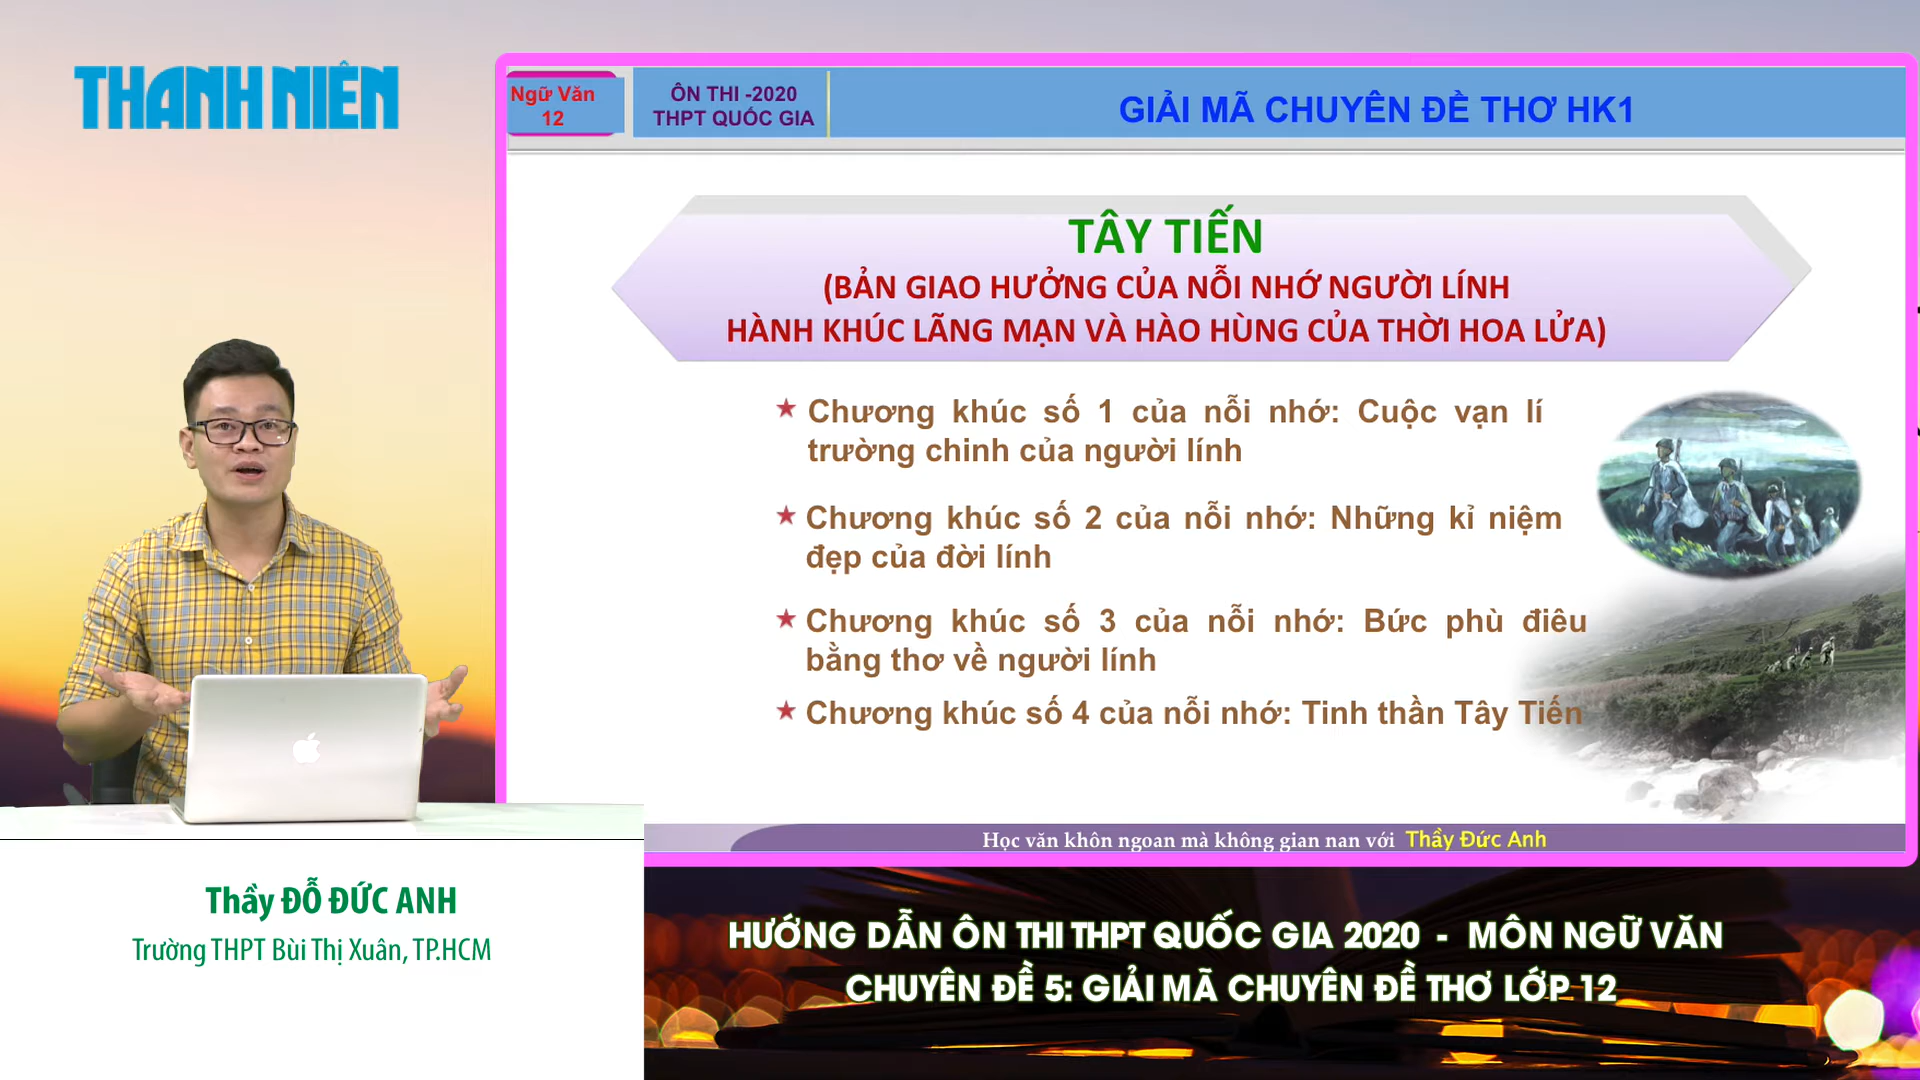 THANH NIÊN
Ngữ Văn
12
ÔN THI -2020
THPT QUỐC GIA
GIẢI MÃ CHUYÊN ĐỀ THƠ HK1
TÂY TIẾN
(BẢN GIAO HƯỞNG CỦA NỖI NHỚ NGƯỜI LÍNH
HÀNH KHÚC LÃNG MẠN VÀ HÀO HÙNG CỦA THỜI HOA LỬA)
Chương khúc số 1 của nỗi nhớ: Cuộc vạn lí
trường chinh của người lính
Chương khúc số 2 của nỗi nhớ: Những kỉ niệm
đẹp của đời lính
Chương khúc số 3 của nỗi nhớ: Bức phù điêu
bằng thơ về người lính
Chương khúc số 4 của nỗi nhớ: Tinh thần Tây Tiến
Học văn khôn ngoan mà không gian nan với Thầy Đức Anh
Thầy ĐỖ ĐỨC ANH
Trường THPT Bùi Thị Xuân, TP.HCM
HƯỚNG DẪN ÔN THI THPT QUỐC GIA 2020 - MÔN NGỮ VĂN
CHUYÊN ĐỀ 5: GIẢI MÃ CHUYÊN ĐỀ THƠ LỚP 12